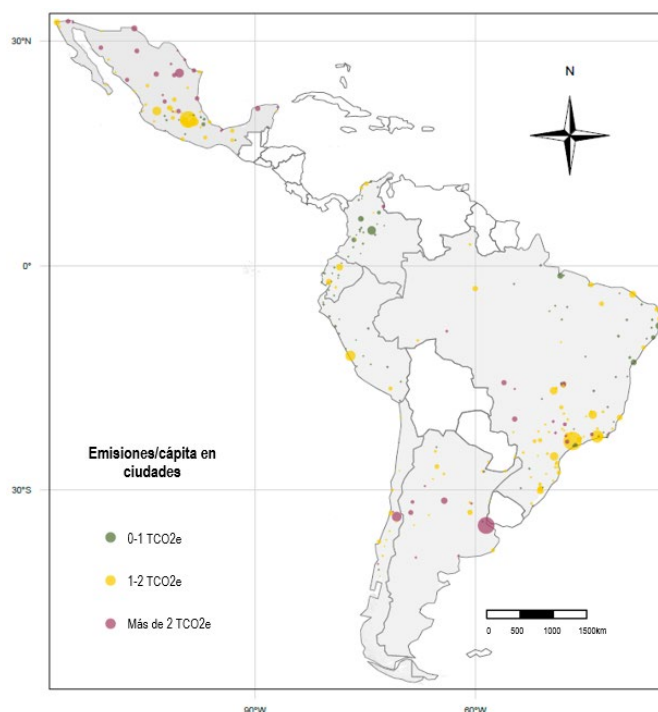 30°N
N
0°
Emisiones/cápita en
ciudades
30°S
0-1 TCO2e
1-2 TCO2e
Más de 2 TCO2e
0 500 1000 1500km
90°W
60°W